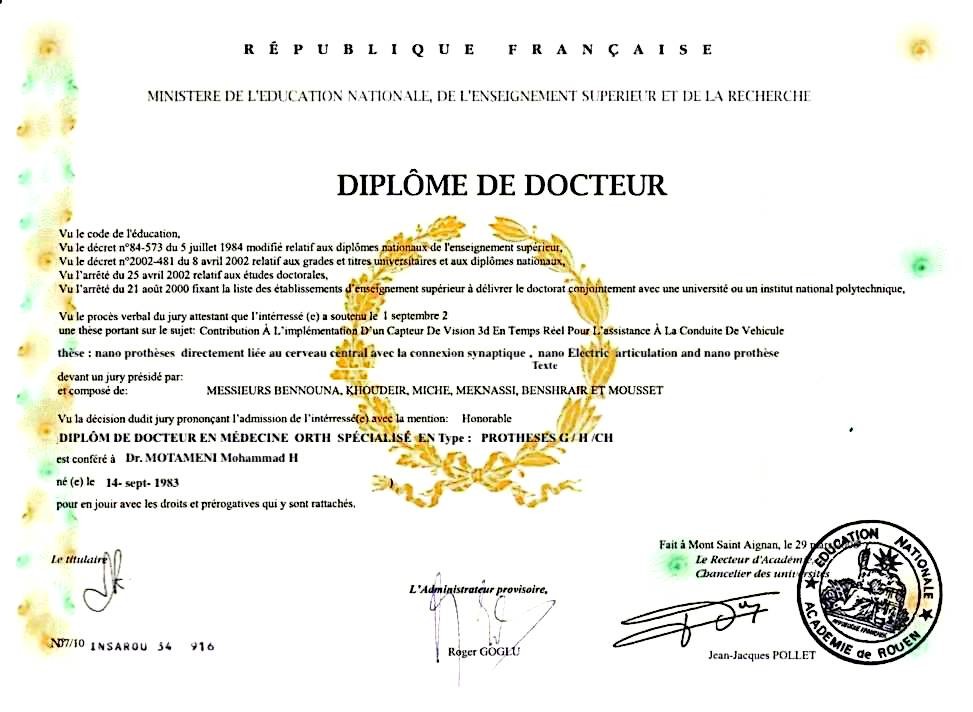 RÉPUBLIQUE FRANÇAISE
MINISTERE DE L'EDUCATION NATIONALE, DE L'ENSEIGNEMENT SUPERIEUR ET DE LA RECHERCHE
DIPLÔME DE DOCTEUR
Vu le code de l'éducation,
Vu le décret n°84-573 du 5 juillet 1984 modifié relatif aux diplômes nationaux de l'enseignement supérieur,
Vu le décret n°2002-481 du 8 avril 2002 relatif aux grades et titres universitaires et aux diplômes nationaux,
Vu l'arrêté du 25 avril 2002 relatif aux études doctorales,
Vu l'arrêté du 21 août 2000 fixant la liste des établissements d'enseignement supérieur à délivrer le doctorat conjointement avec une université ou un institut national polytechnique,
Vu le procès verbal du jury attestant que l'intérressé (e) a soutenu le 1 septembre 2
une thèse portant sur le sujet: Contribution À L'implémentation D'un Capteur De Vision 3d En Temps Réel Pour L'assistance À La Conduite De Vehicule
thèse : nano prothèses directement liée au cerveau central avec la connexion synaptique , nano Electric articulation and nano prothèse
Texte
devant un jury présidé par:
et composé de: MESSIEURS BENNOUNA, KHOUDEIR, MICHE, MEKNASSI, BENSHRAIR ET MOUSSET
Vu la décision dudit jury prononçant l'admission de l'intérressé(e) avec la mention: Honorable
DIPLÔM DE DOCTEUR EN MÉDECINE ORTH SPÉCIALISÉ EN Type : PROTHESES G / H /CH
est conféré à Dr. MOTAMENI Mohammad H
né (e) le 14- sept- 1983 )
pour en jouir avec les droits et prérogatives qui y sont rattachés.
Fait à Mont Saint Aignan, le 29
Le titulaire
Le Recteur d'Académie
Chancelier des universités
L'Administrateur provisoire,
EDUCATION NATIONALE
REPUBLIQUE FRANCAISE
ACADEMIE de ROUEN
7/10 INSAROU 34 916
Roger GOGLU
Jean-Jacques POLLET